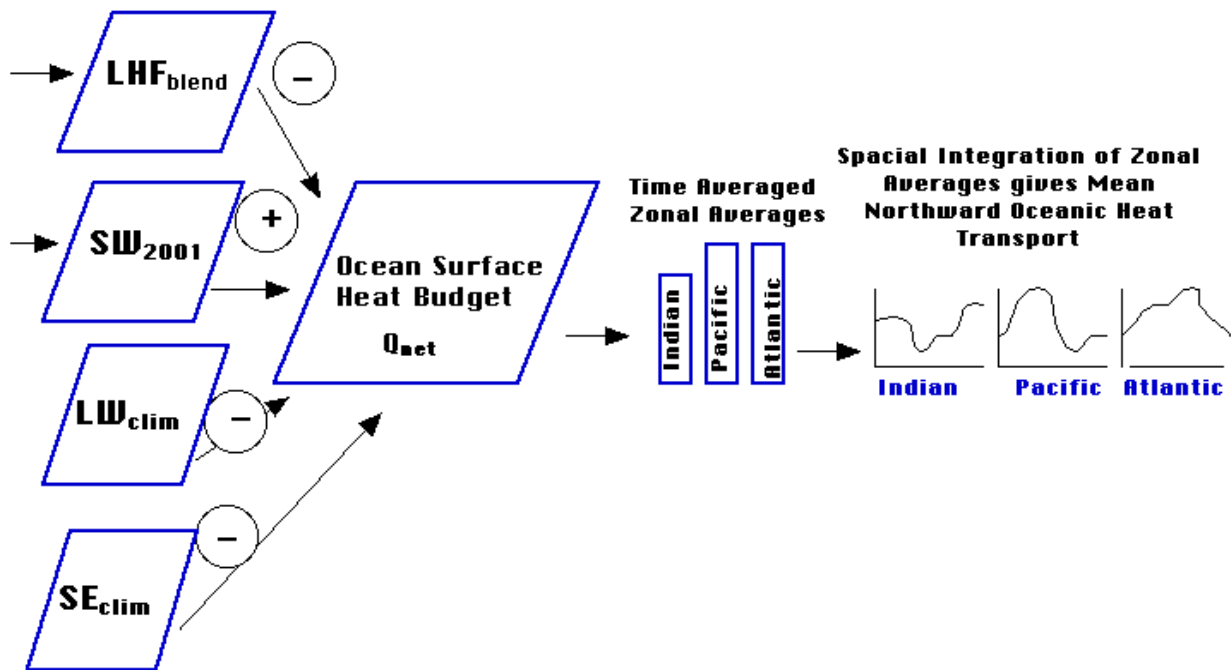 LHFblend
−
SW2001
+
LWclim
−
SEclim
−
Ocean Surface
Heat Budget
Qnet
Time Averaged
Zonal Averages
Indian
Pacific
Atlantic
Spacial Integration of Zonal
Averages gives Mean
Northward Oceanic Heat
Transport
Indian
Pacific
Atlantic